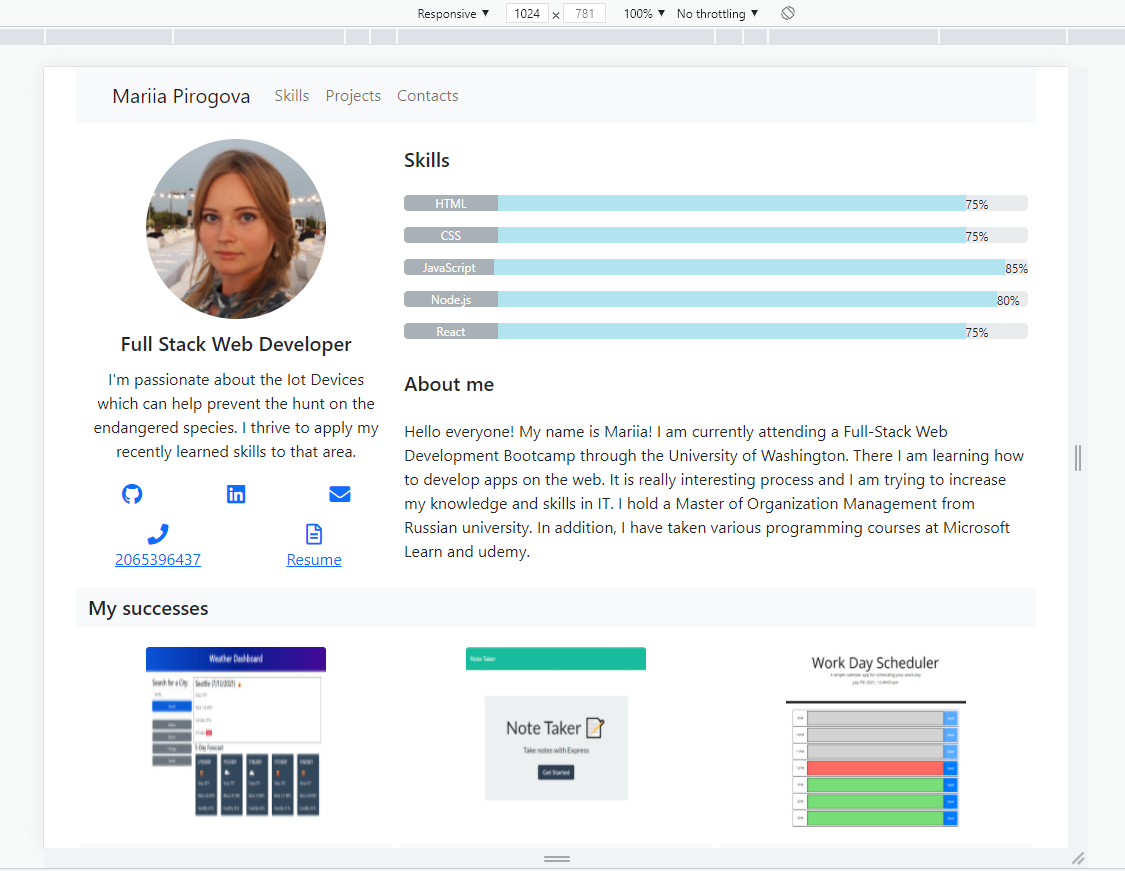 Responsive ▼ 1024 x 781 100% ▼ No throttling ▼
Mariia Pirogova Skills Projects Contacts
Full Stack Web Developer
I'm passionate about the Iot Devices
which can help prevent the hunt on the
endangered species. I thrive to apply my
recently learned skills to that area.
2065396437 Resume
Skills
HTML 75%
CSS 75%
JavaScript 85%
Node.js 80%
React 75%
About me
Hello everyone! My name is Mariia! I am currently attending a Full-Stack Web
Development Bootcamp through the University of Washington. There I am learning how
to develop apps on the web. It is really interesting process and I am trying to increase
my knowledge and skills in IT. I hold a Master of Organization Management from
Russian university. In addition, I have taken various programming courses at Microsoft
Learn and udemy.
My successes
Weather Dashboard
Search for a City:
Seattle (7/13/2021)
5-Day Forecast
Note Taker
Note Taker
Take notes with Express
Get Started
Work Day Scheduler
A simple calendar app for scheduling your work day